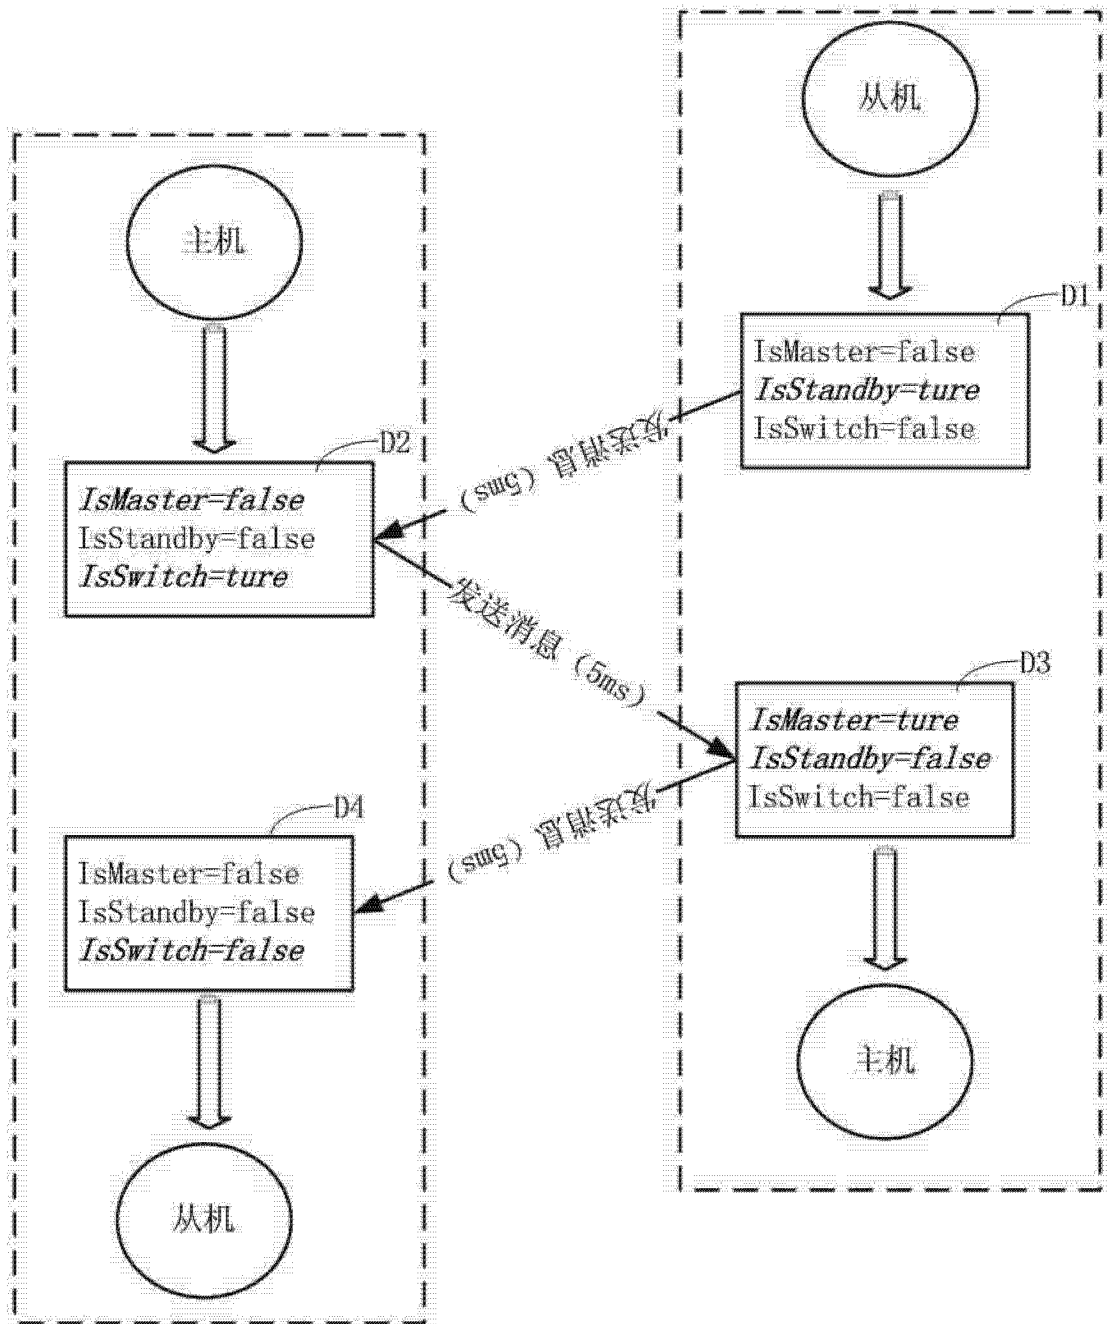 从机
主机
D1
IsMaster=false
IsStandby=ture
IsSwitch=false
发送消息（5ms）
D2
IsMaster=false
IsStandby=false
IsSwitch=ture
发送消息（5ms）
D3
IsMaster=ture
IsStandby=false
IsSwitch=false
发送消息（5ms）
D4
IsMaster=false
IsStandby=false
IsSwitch=false
主机
从机